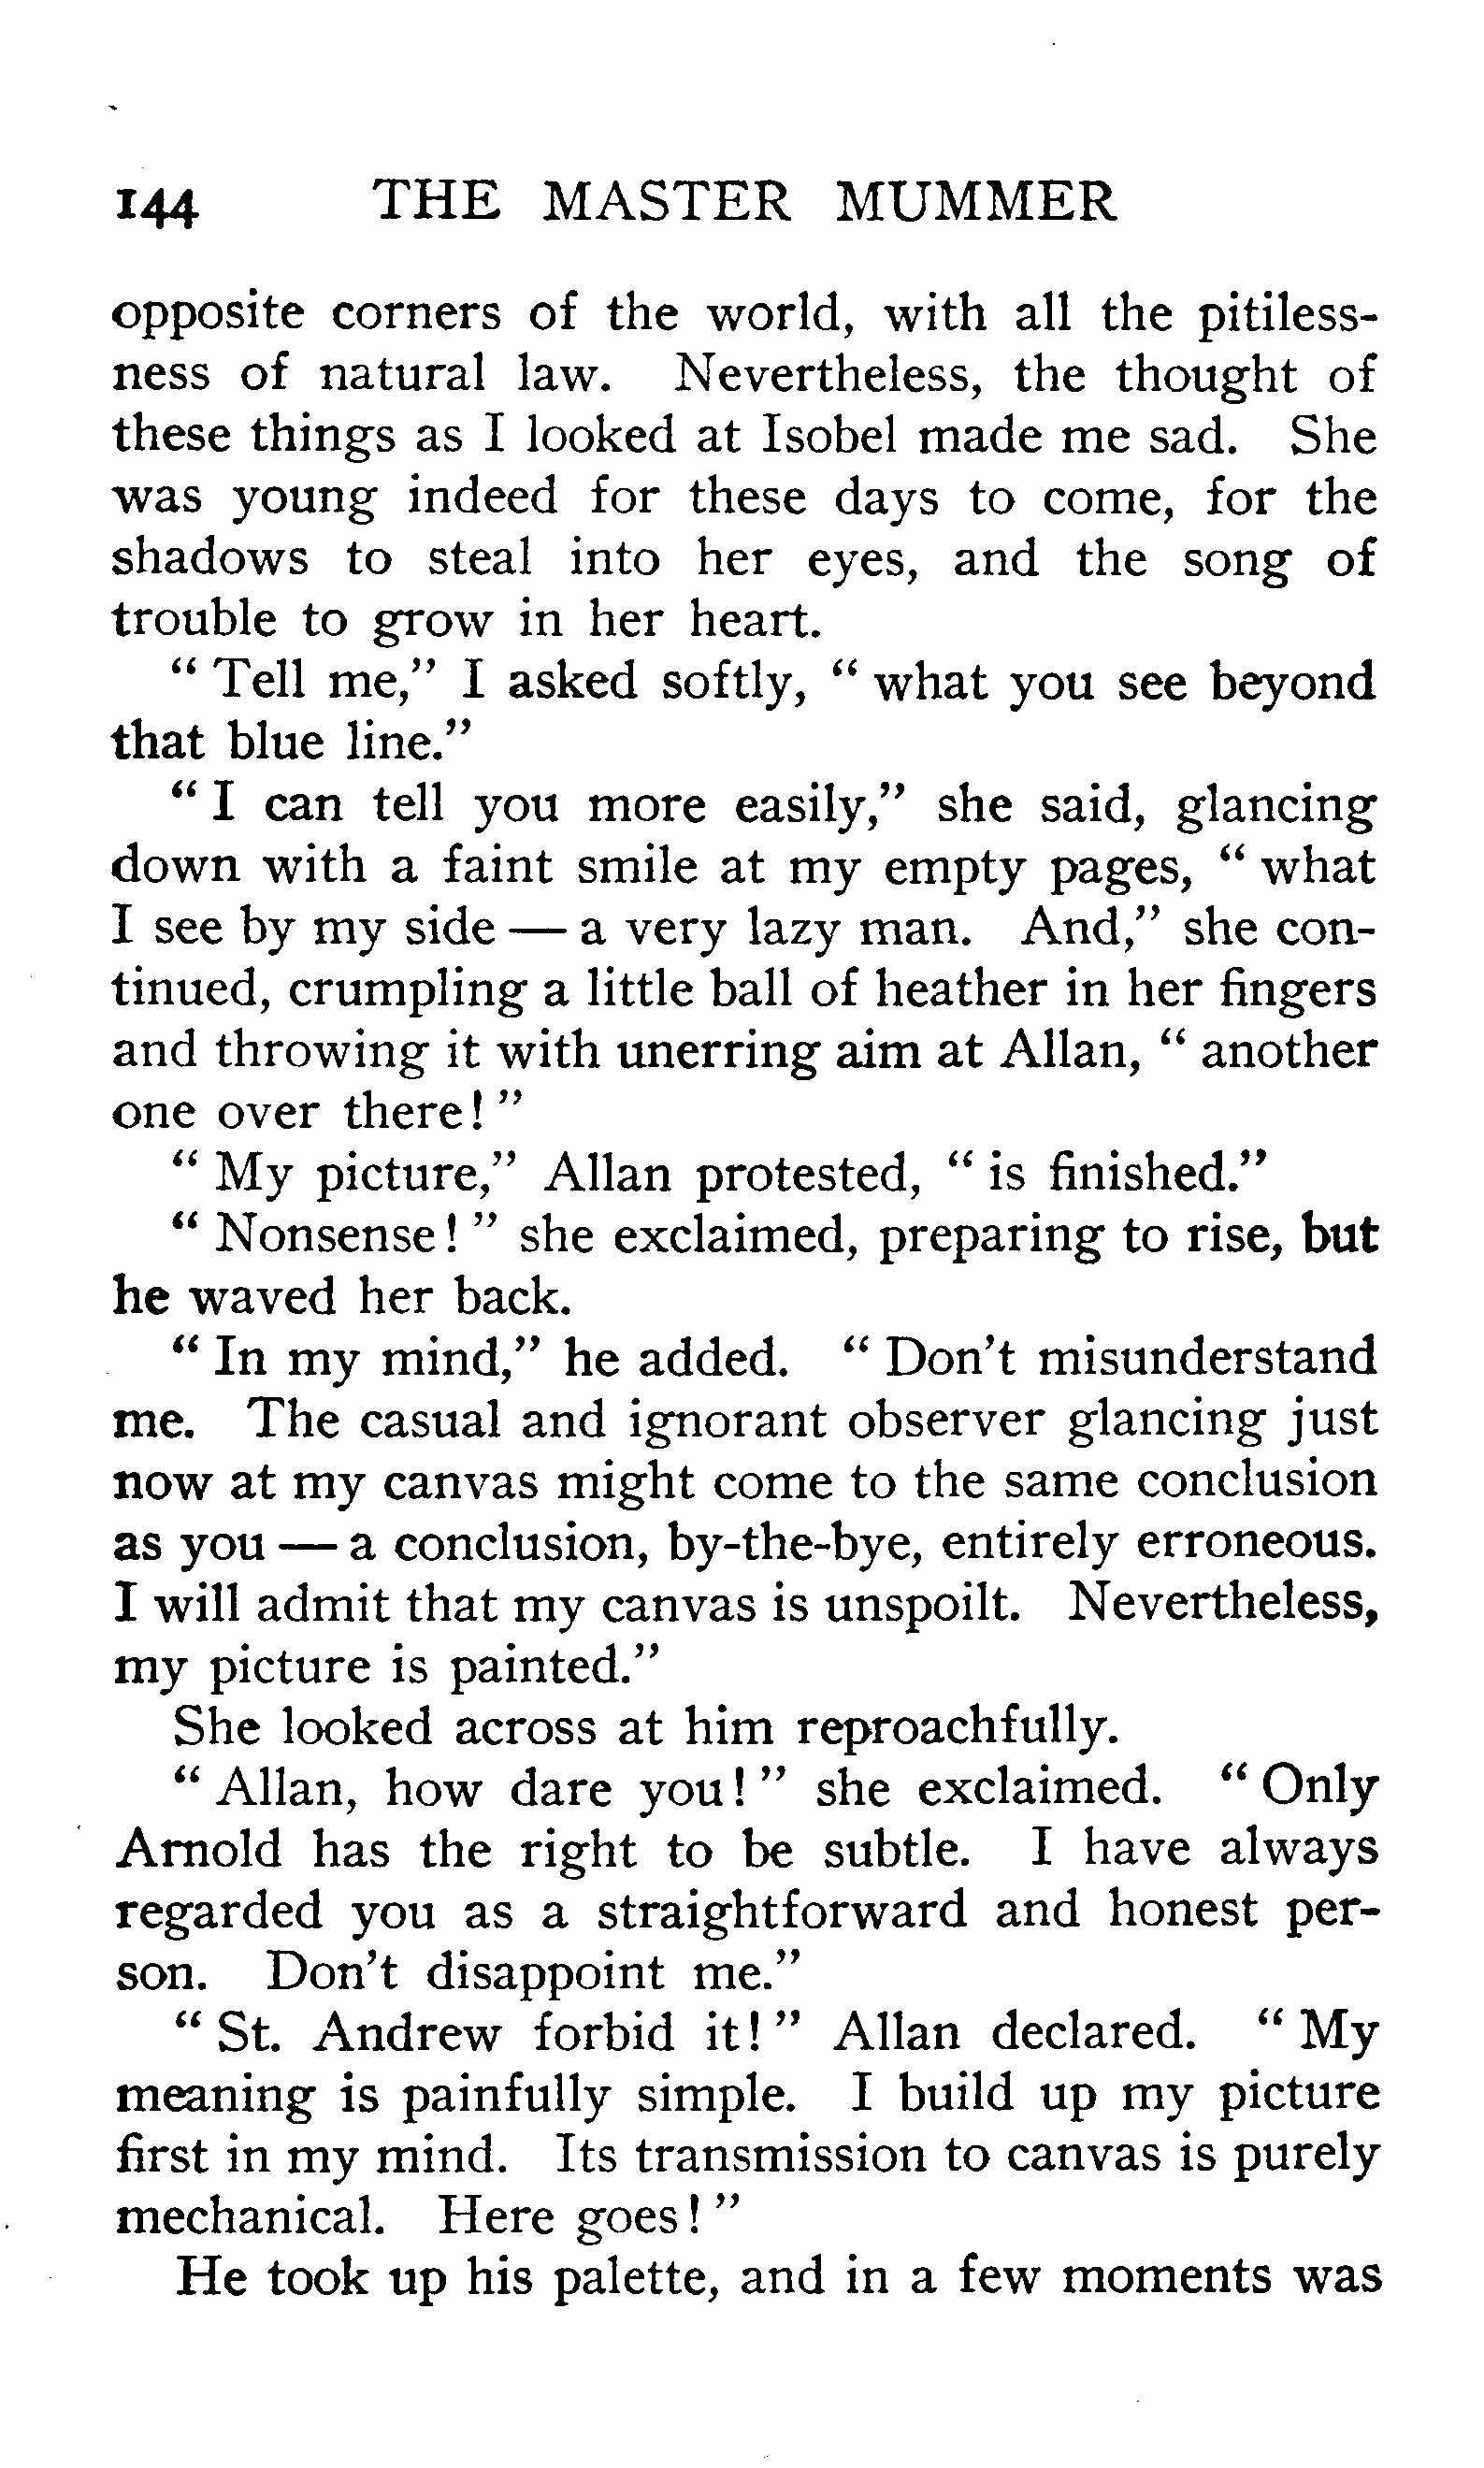 144 THE MASTER MUMMER
opposite corners of the world, with all the pitiless-
ness of natural law. Nevertheless, the thought of
these things as I looked at Isobel made me sad. She
was young indeed for these days to come, for the
shadows to steal into her eyes, and the song of
trouble to grow in her heart.
“ Tell me,” I asked softly, “ what you see beyond
that blue line.”
“ I can tell you more easily,” she said, glancing
down with a faint smile at my empty pages, “ what
I see by my side — a very lazy man. And,” she con-
tinued, crumpling a little ball of heather in her fingers
and throwing it with unerring aim at Allan, “ another
one over there! ”
“ My picture,” Allan protested, “ is finished.”
“ Nonsense! ” she exclaimed, preparing to rise, but
he waved her back.
“ In my mind,” he added. “ Don't misunderstand
me. The casual and ignorant observer glancing just
now at my canvas might come to the same conclusion
as you — a conclusion, by-the-bye, entirely erroneous.
I will admit that my canvas is unspoilt. Nevertheless,
my picture is painted.”
She looked across at him reproachfully.
“ Allan, how dare you! ” she exclaimed. “ Only
Arnold has the right to be subtle. I have always
regarded you as a straightforward and honest per-
son. Don't disappoint me.”
“ St. Andrew forbid it! ” Allan declared. “ My
meaning is painfully simple. I build up my picture
first in my mind. Its transmission to canvas is purely
mechanical. Here goes! ”
He took up his palette, and in a few moments was